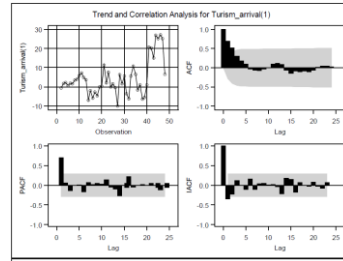 Trend and Correlation Analysis for Turism_arrival(1)
Turism_arrival(1)
30
20
10
0
-10
0 10 20 30 40 50
Observation
ACF
1.0
0.5
0.0
-0.5
-1.0
0 5 10 15 20 25
Lag
PACF
1.0
0.5
0.0
-0.5
-1.0
0 5 10 15 20 25
Lag
IACF
1.0
0.5
0.0
-0.5
-1.0
0 5 10 15 20 25
Lag